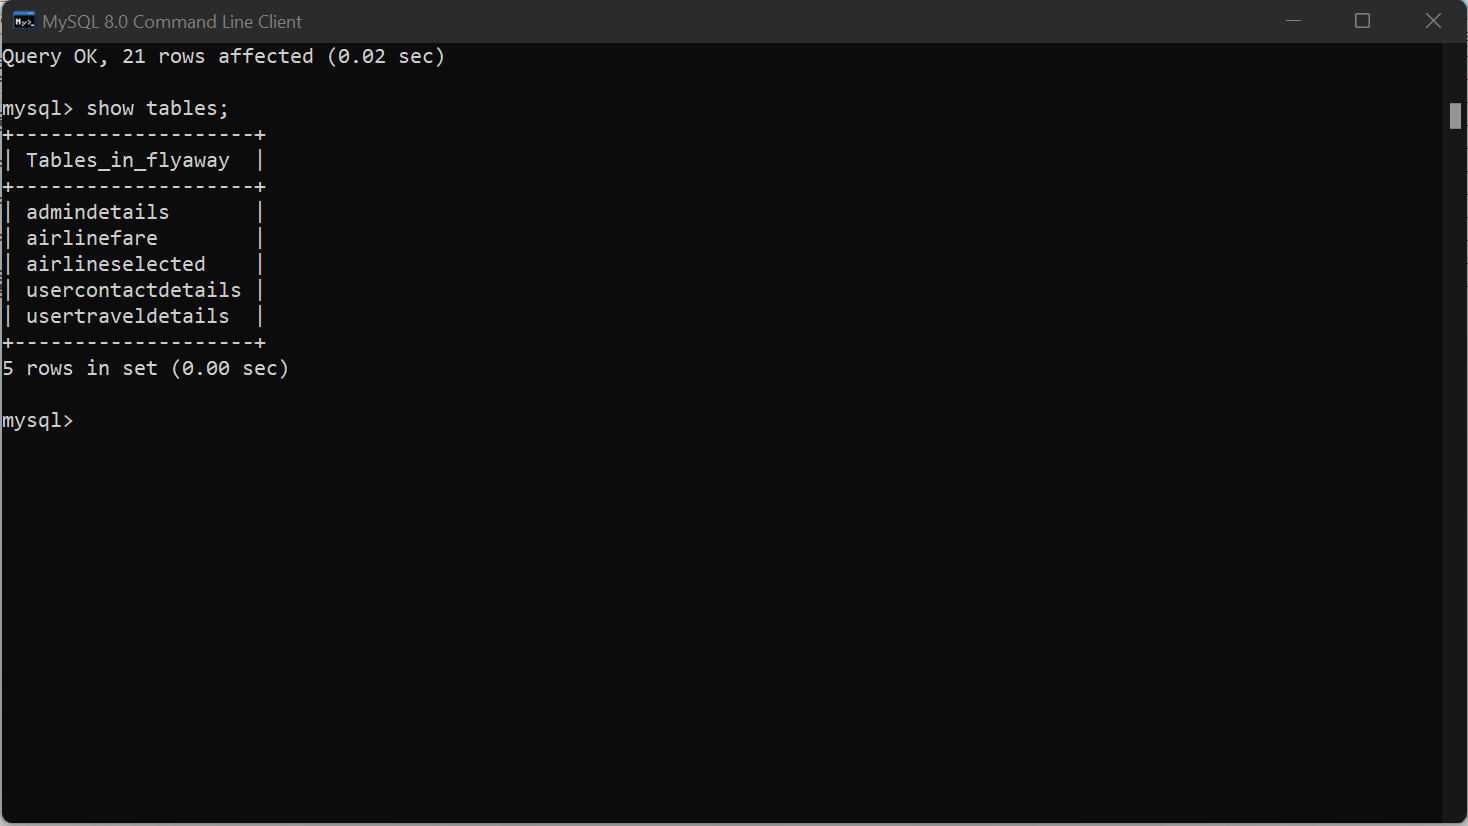 MySQL 8.0 Command Line Client
Query OK, 21 rows affected (0.02 sec)
mysql> show tables;
+--------------------+
| Tables_in_flyaway  |
+--------------------+
| admindetails       |
| airlinefare        |
| airlineselected    |
| usercontactdetails |
| usertraveldetails  |
+--------------------+
5 rows in set (0.00 sec)
mysql>